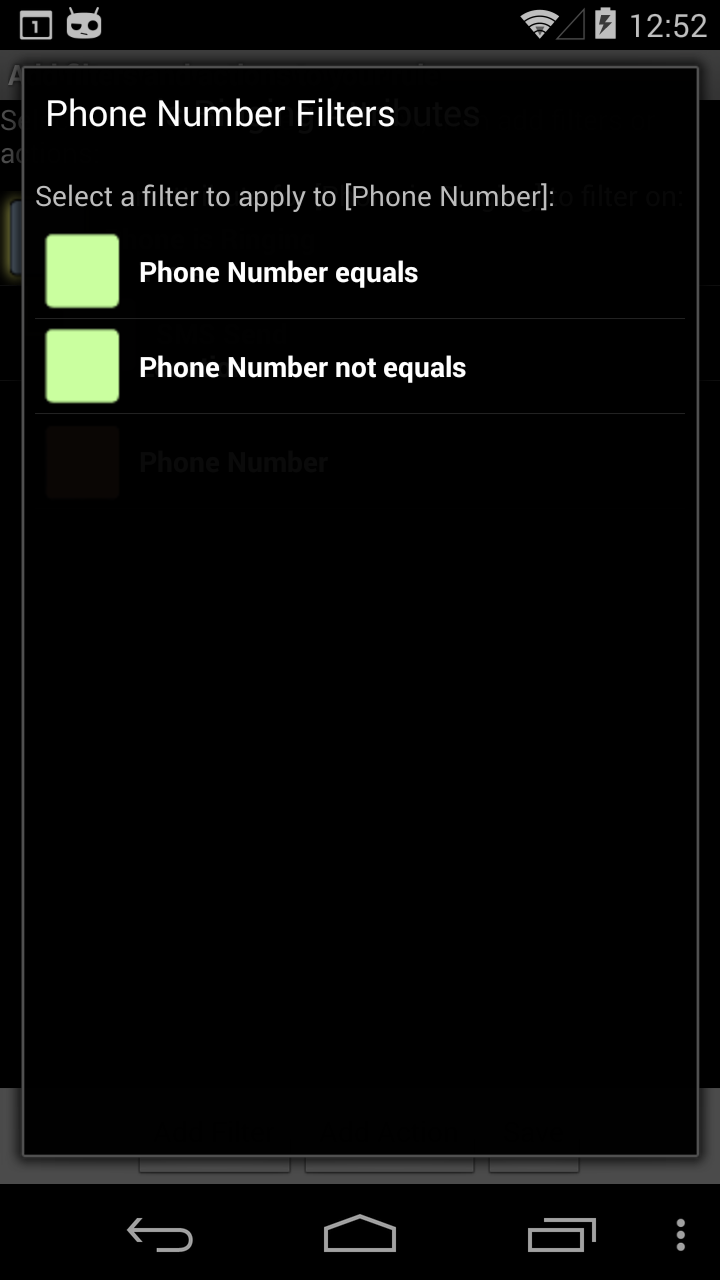 1
12:52
Phone Number Filters
Select a filter to apply to [Phone Number]:
Phone Number equals
Phone Number not equals
Phone Number